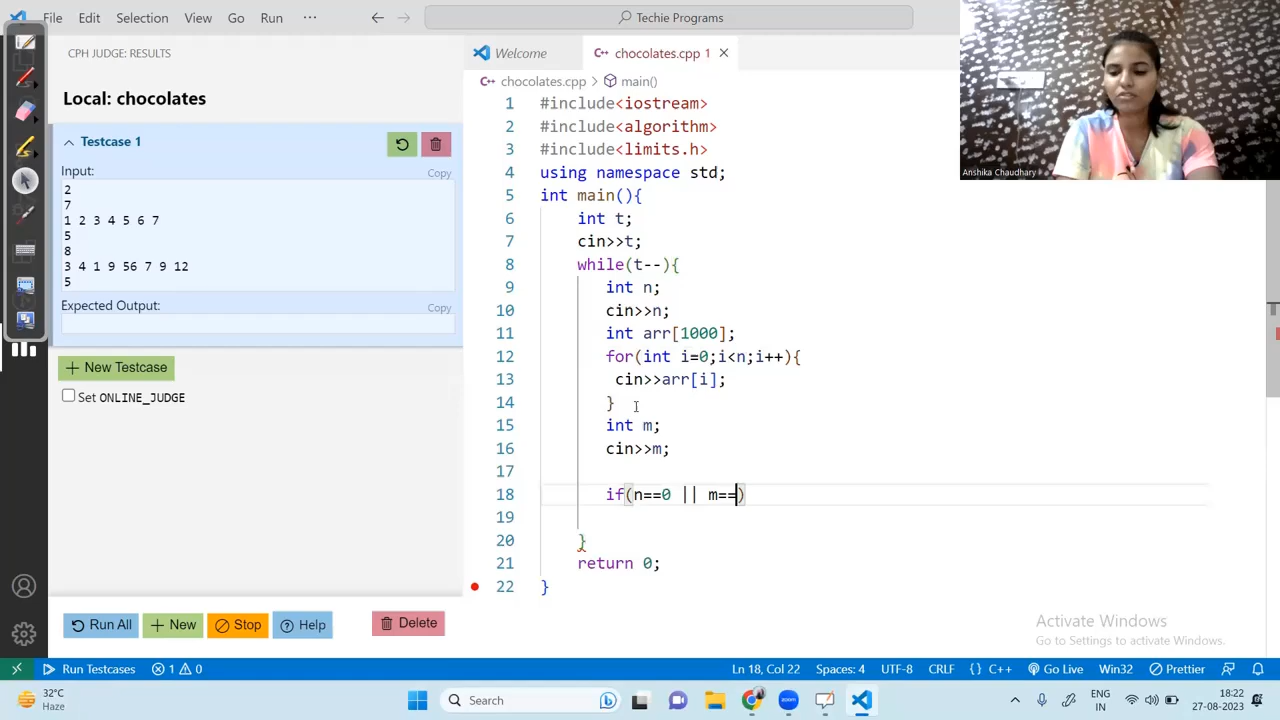 File Edit Selection View Go Run ··· Techie Programs
CPH JUDGE: RESULTS
Local: chocolates
Testcase 1
Input:
Copy
2
7
1 2 3 4 5 6 7
5
8
3 4 1 9 56 7 9 12
5
Expected Output:
Copy
+ New Testcase
Set ONLINE_JUDGE
Run All
+ New
Stop
? Help
Delete
Welcome
C++ chocolates.cpp 1 ×
C++ chocolates.cpp > main()
1 #include<iostream>
2 #include<algorithm>
3 #include<limits.h>
4 using namespace std;
5 int main(){
6 int t;
7 cin>>t;
8 while(t--){
9 int n;
10 cin>>n;
11 int arr[1000];
12 for(int i=0;i<n;i++){
13 cin>>arr[i];
14 }
15 int m;
16 cin>>m;
17
18 if(n==0 || m==)
19
20 }
21 return 0;
22 }
Anshika Chaudhary
Activate Windows
Go to Settings to activate Windows.
Run Testcases 1 0 Ln 18, Col 22 Spaces: 4 UTF-8 CRLF {} C++ Go Live Win32 Prettier
32°C
Haze
Search
ENG
IN
18:22
27-08-2023